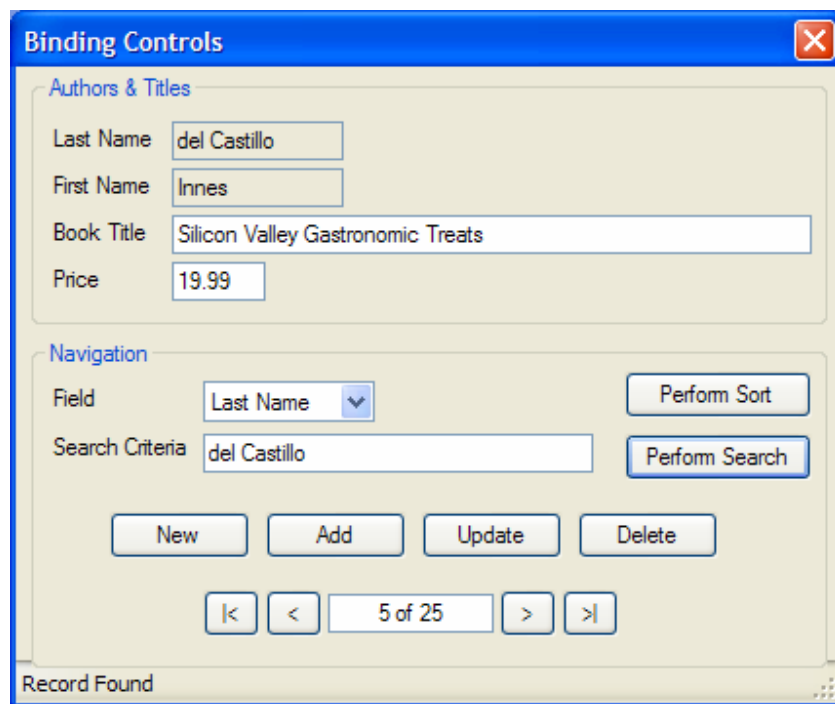 Binding Controls
Authors & Titles
Last Name del Castillo
First Name Innes
Book Title Silicon Valley Gastronomic Treats
Price 19.99
Navigation
Field Last Name Perform Sort
Search Criteria del Castillo Perform Search
New Add Update Delete
|< < 5 of 25 > >|
Record Found